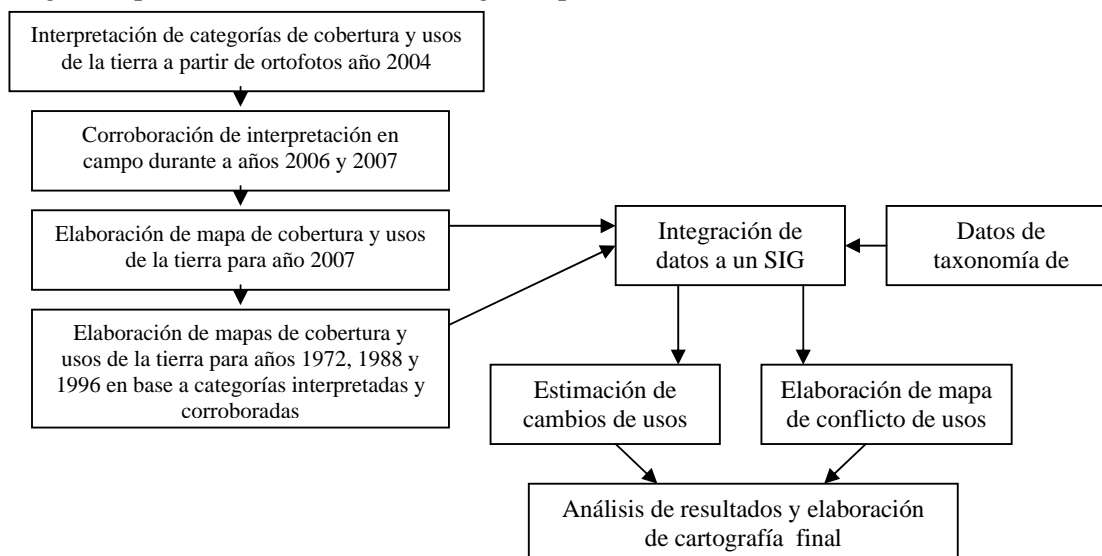 Interpretación de categorías de cobertura y usos
de la tierra a partir de ortofotos año 2004
Corroboración de interpretación en
campo durante a años 2006 y 2007
Elaboración de mapa de cobertura y usos
de la tierra para año 2007
Elaboración de mapas de cobertura y
usos de la tierra para años 1972, 1988 y
1996 en base a categorías interpretadas y
corroboradas
Integración de
datos a un SIG
Datos de
taxonomía de
Estimación de
cambios de usos
Elaboración de mapa
de conflicto de usos
Análisis de resultados y elaboración
de cartografía final